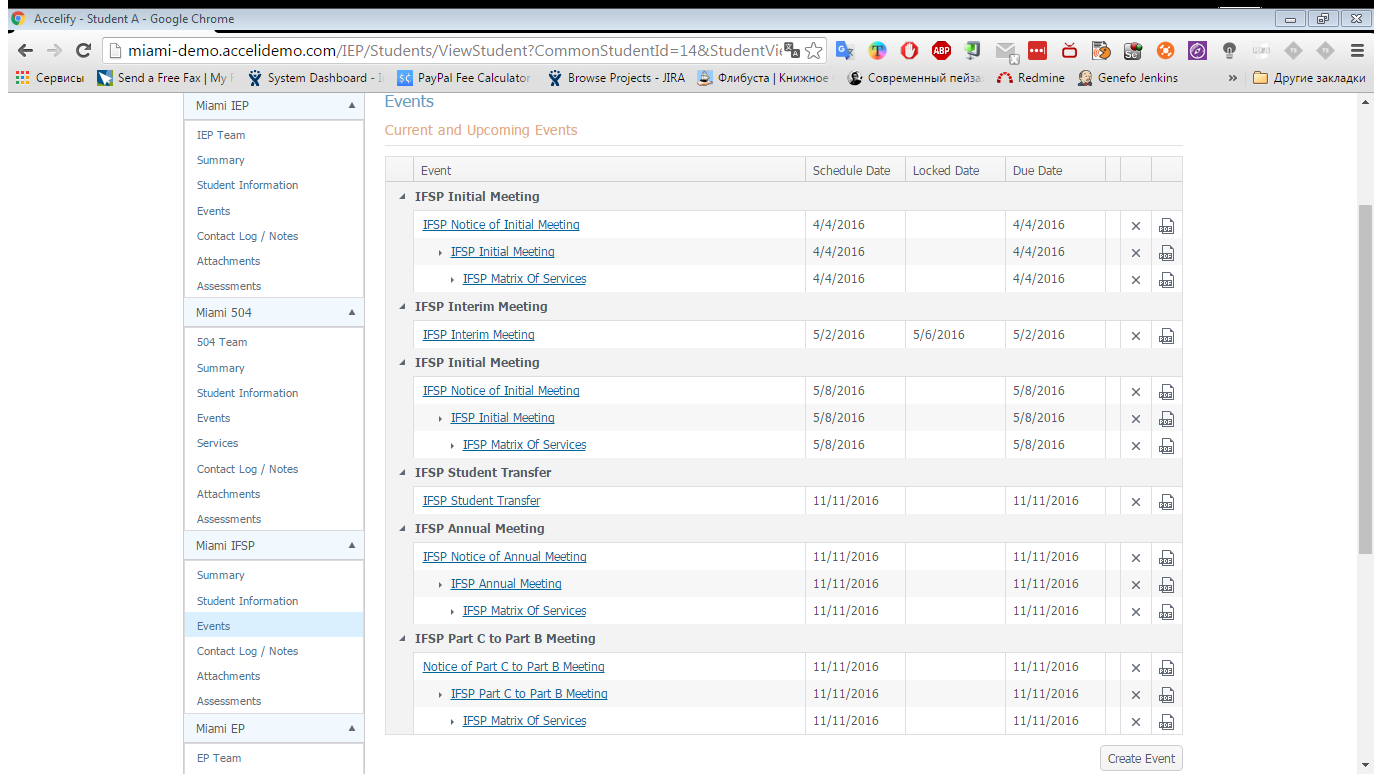 Accelify - Student A - Google Chrome
miami-demo.accelidemo.com/IEP/Students/ViewStudent?CommonStudentId=14&StudentVi
ABP
Сервисы Send a Free Fax | My F System Dashboard - I PayPal Fee Calculator Browse Projects - JIRA Флибуста | Книжное Современный пейза Redmine Genefo Jenkins » Другие закладки
Miami IEP
IEP Team
Summary
Student Information
Events
Contact Log / Notes
Attachments
Assessments
Miami 504
504 Team
Summary
Student Information
Events
Services
Contact Log / Notes
Attachments
Assessments
Miami IFSP
Summary
Student Information
Events
Contact Log / Notes
Attachments
Assessments
Miami EP
EP Team
Events
Current and Upcoming Events
Event Schedule Date Locked Date Due Date
IFSP Initial Meeting
IFSP Notice of Initial Meeting 4/4/2016 4/4/2016
IFSP Initial Meeting 4/4/2016 4/4/2016
IFSP Matrix Of Services 4/4/2016 4/4/2016
IFSP Interim Meeting
IFSP Interim Meeting 5/2/2016 5/6/2016 5/2/2016
IFSP Initial Meeting
IFSP Notice of Initial Meeting 5/8/2016 5/8/2016
IFSP Initial Meeting 5/8/2016 5/8/2016
IFSP Matrix Of Services 5/8/2016 5/8/2016
IFSP Student Transfer
IFSP Student Transfer 11/11/2016 11/11/2016
IFSP Annual Meeting
IFSP Notice of Annual Meeting 11/11/2016 11/11/2016
IFSP Annual Meeting 11/11/2016 11/11/2016
IFSP Matrix Of Services 11/11/2016 11/11/2016
IFSP Part C to Part B Meeting
Notice of Part C to Part B Meeting 11/11/2016 11/11/2016
IFSP Part C to Part B Meeting 11/11/2016 11/11/2016
IFSP Matrix Of Services 11/11/2016 11/11/2016
Create Event